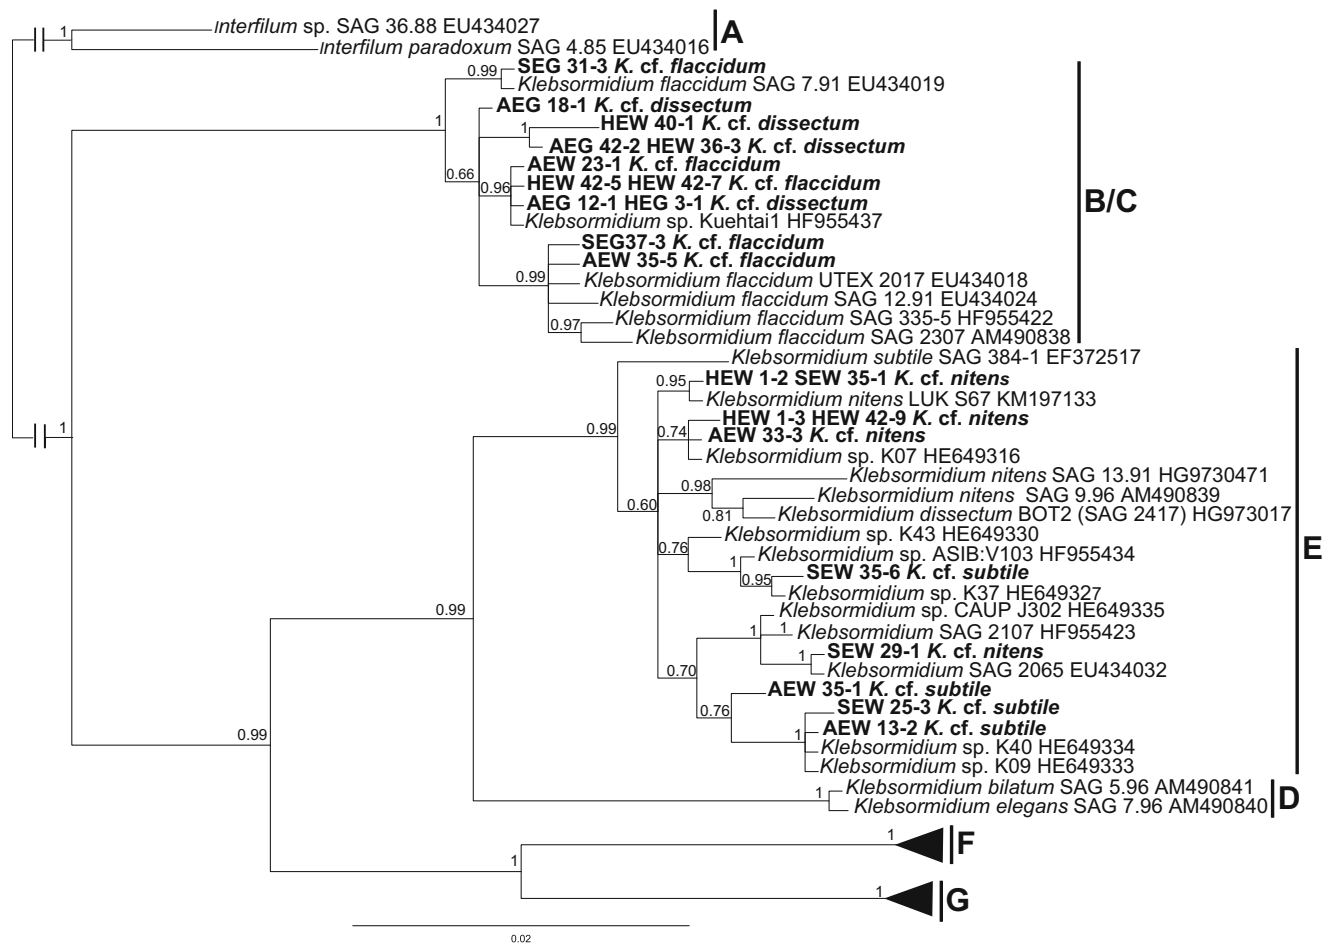 Interfilum sp. SAG 36.88 EU434027
1
Interfilum paradoxum SAG 4.85 EU434016
A
SEG 31-3 K. cf. flaccidum
0.99
Klebsormidium flaccidum SAG 7.91 EU434019
AEG 18-1 K. cf. dissectum
1
HEW 40-1 K. cf. dissectum
1
AEG 42-2 HEW 36-3 K. cf. dissectum
AEW 23-1 K. cf. flaccidum
0.66
0.96
HEW 42-5 HEW 42-7 K. cf. flaccidum
AEG 12-1 HEG 3-1 K. cf. dissectum
B/C
Klebsormidium sp. Kuehtai1 HF955437
SEG37-3 K. cf. flaccidum
AEW 35-5 K. cf. flaccidum
0.99
Klebsormidium flaccidum UTEX 2017 EU434018
Klebsormidium flaccidum SAG 12.91 EU434024
Klebsormidium flaccidum SAG 335-5 HF955422
0.97
Klebsormidium flaccidum SAG 2307 AM490838
Klebsormidium subtile SAG 384-1 EF372517
HEW 1-2 SEW 35-1 K. cf. nitens
0.95
Klebsormidium nitens LUK S67 KM197133
HEW 1-3 HEW 42-9 K. cf. nitens
1
0.99
0.74
AEW 33-3 K. cf. nitens
Klebsormidium sp. K07 HE649316
Klebsormidium nitens SAG 13.91 HG9730471
0.98
Klebsormidium nitens SAG 9.96 AM490839
0.60
0.81
Klebsormidium dissectum BOT2 (SAG 2417) HG973017
Klebsormidium sp. K43 HE649330
0.76
E
Klebsormidium sp. ASIB:V103 HF955434
1
SEW 35-6 K. cf. subtile
0.95
Klebsormidium sp. K37 HE649327
0.99
Klebsormidium sp. CAUP J302 HE649335
1
1
Klebsormidium SAG 2107 HF955423
SEW 29-1 K. cf. nitens
1
Klebsormidium SAG 2065 EU434032
0.70
AEW 35-1 K. cf. subtile
0.76
SEW 25-3 K. cf. subtile
AEW 13-2 K. cf. subtile
0.99
1
Klebsormidium sp. K40 HE649334
Klebsormidium sp. K09 HE649333
Klebsormidium bilatum SAG 5.96 AM490841
1
Klebsormidium elegans SAG 7.96 AM490840
D
1
F
1
1
G
0.02